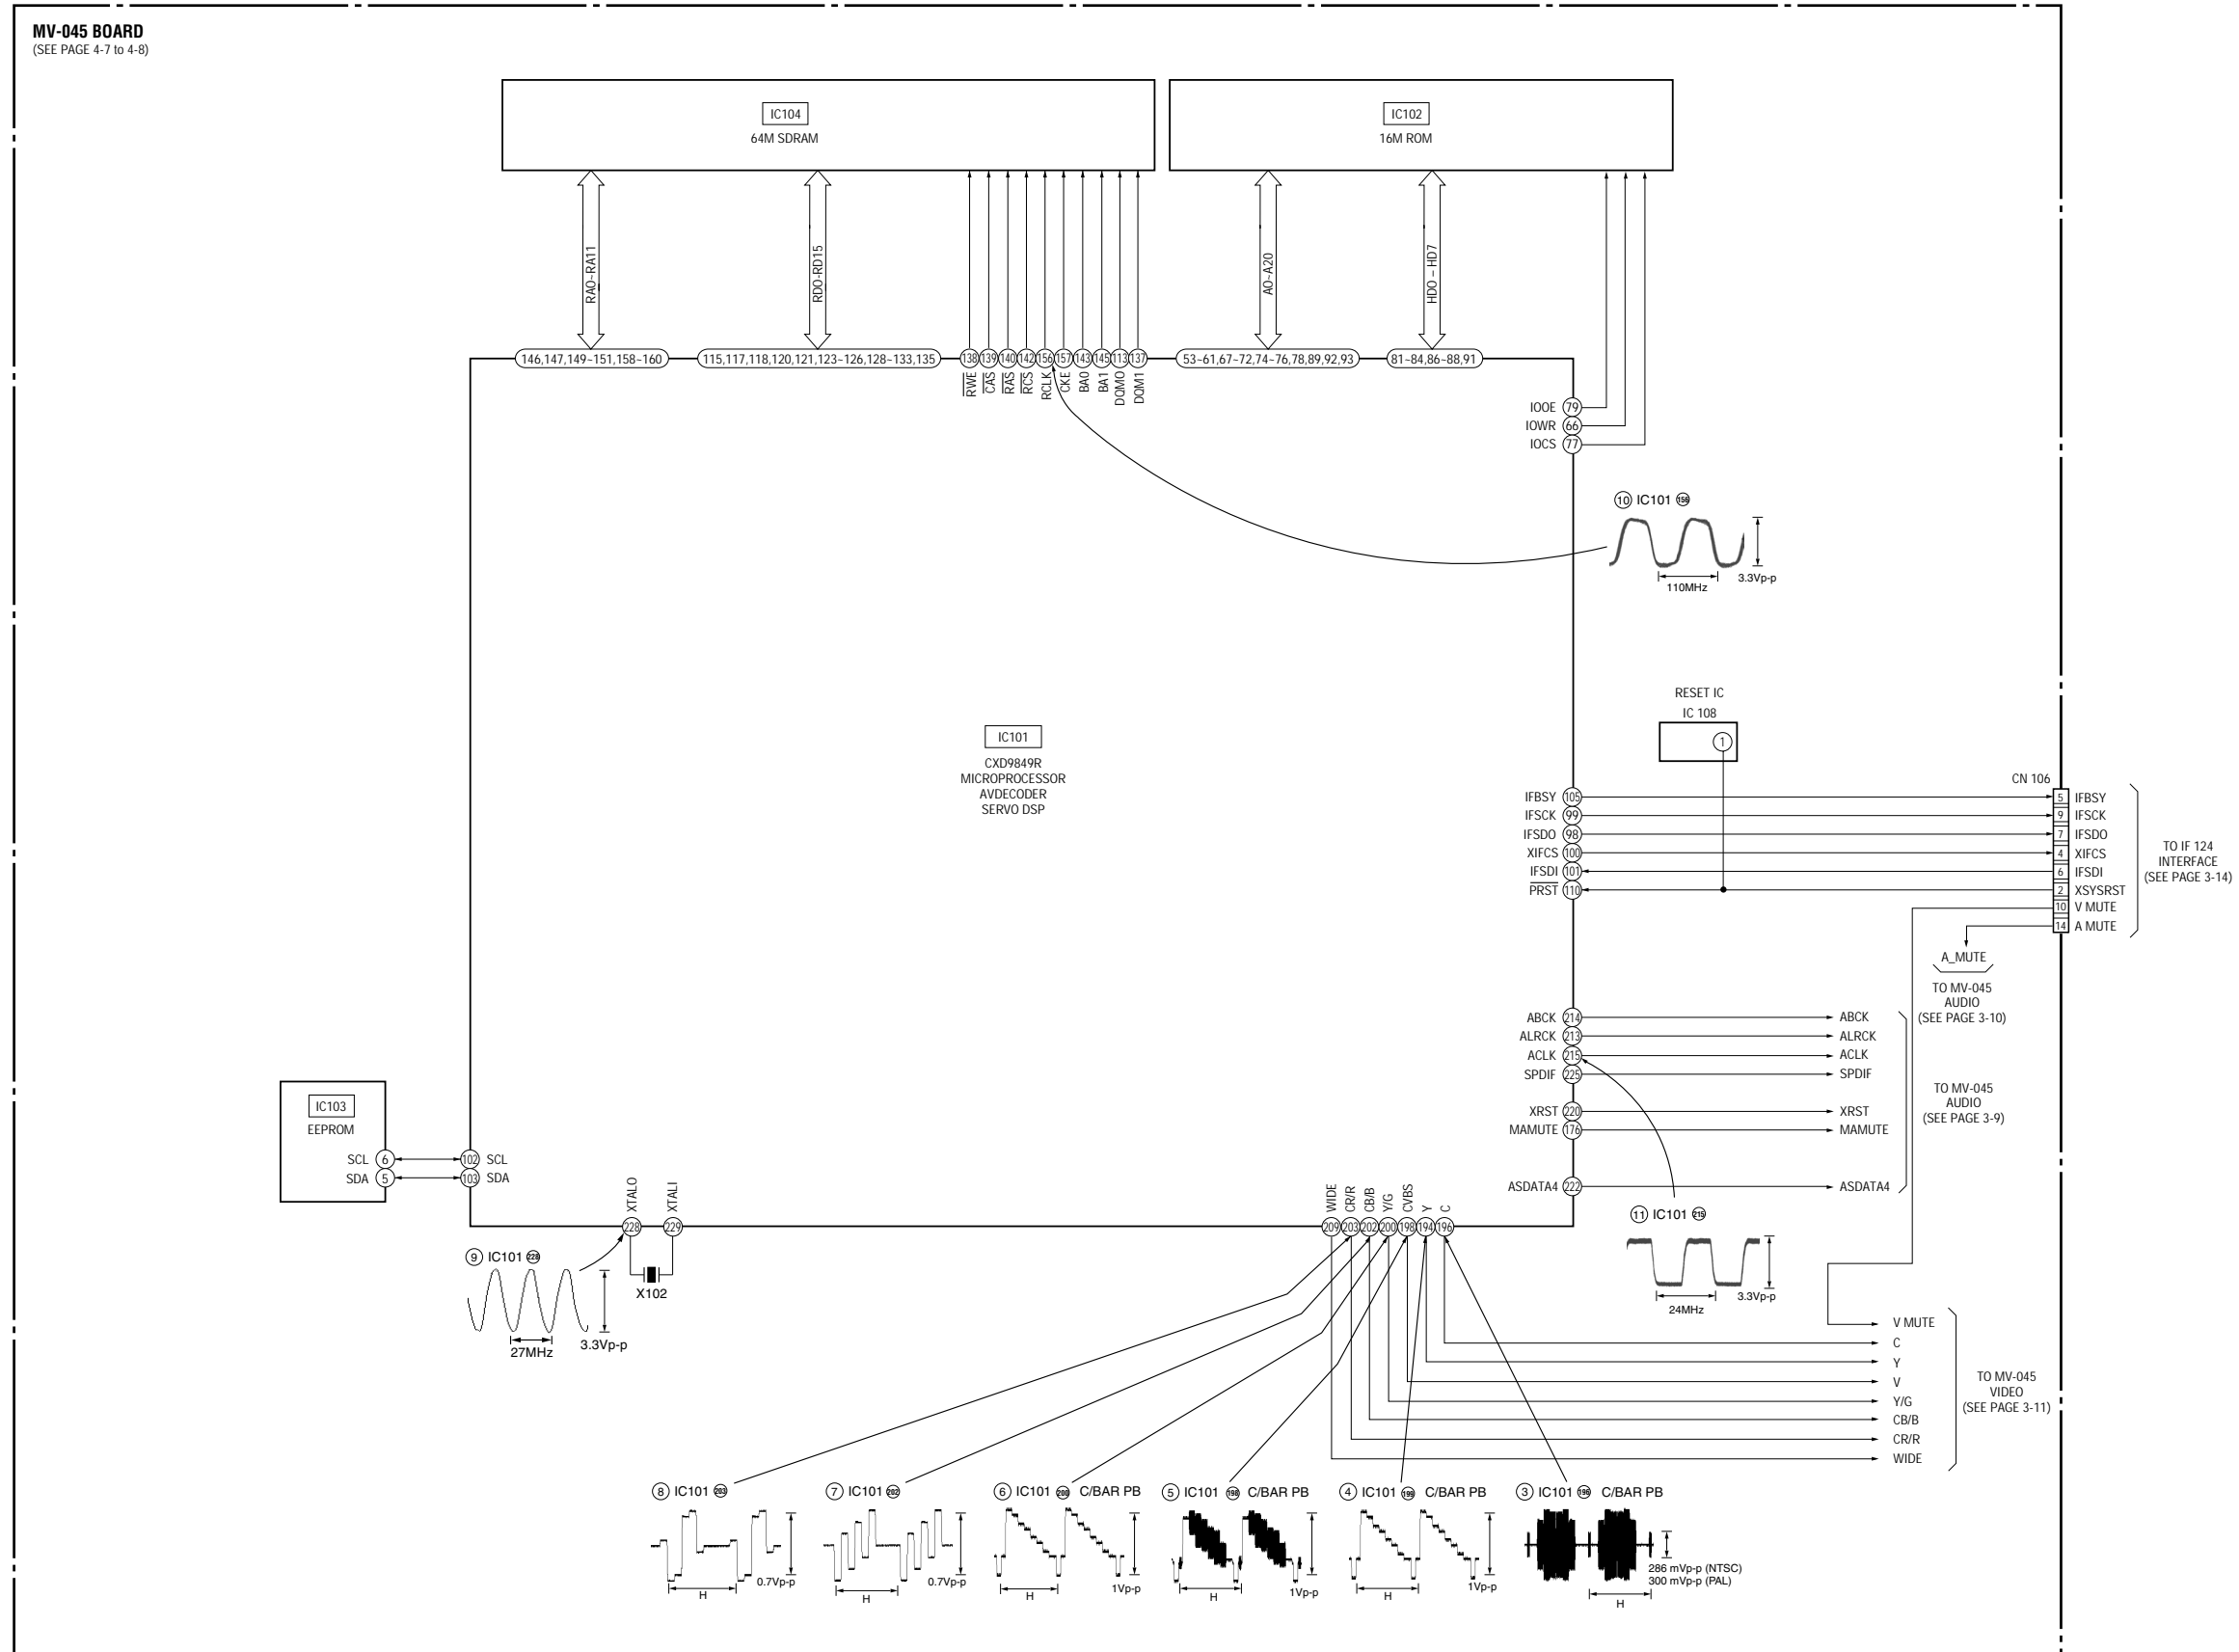 MV-045 BOARD
(SEE PAGE 4-7 to 4-8)
IC104
64M SDRAM
IC102
16M ROM
RA0~RA11
RDO-RD15
A0~A20
HDO – HD7
146,147,149~151,158~160
115,117,118,120,121,123~126,128~133,135
138 139 140 142 156 157 143 145 113 137
53~61,67~72,74~76,78,89,92,93
81~84,86~88,91
RWE
CAS
RAS
RCS
RCLK
CKE
BA0
BA1
DQMO
DQM1
IOOE 79
IOWR 66
IOCS 77
10 IC101 156
110MHz
3.3Vp-p
RESET IC
IC 108
1
IC101
CXD9849R
MICROPROCESSOR
AVDECODER
SERVO DSP
CN 106
IFBSY 105
5 IFBSY
IFSCK 99
9 IFSCK
IFSDO 98
7 IFSDO
XIFCS 100
4 XIFCS
IFSDI 101
6 IFSDI
PRST 110
2 XSYSRST
10 V MUTE
14 A MUTE
TO IF 124
INTERFACE
(SEE PAGE 3-14)
A_MUTE
TO MV-045
AUDIO
(SEE PAGE 3-10)
ABCK 214
ABCK
ALRCK 213
ALRCK
ACLK 215
ACLK
SPDIF 225
SPDIF
XRST 220
XRST
MAMUTE 176
MAMUTE
ASDATA4 222
ASDATA4
TO MV-045
AUDIO
(SEE PAGE 3-9)
IC103
EEPROM
SCL 6
102 SCL
SDA 5
103 SDA
XTALO
XTALI
228
229
X102
9 IC101 228
27MHz
3.3Vp-p
WIDE
CR/R
CB/B
Y/G
CVBS
Y
C
209 203 202 200 198 194 196
11 IC101 215
24MHz
3.3Vp-p
V MUTE
C
Y
V
Y/G
CB/B
CR/R
WIDE
TO MV-045
VIDEO
(SEE PAGE 3-11)
8 IC101 203
0.7Vp-p
H
7 IC101 202
0.7Vp-p
H
6 IC101 200 C/BAR PB
1Vp-p
H
5 IC101 198 C/BAR PB
1Vp-p
H
4 IC101 C/BAR PB
1Vp-p
H
3 IC101 196 C/BAR PB
286 mVp-p (NTSC)
300 mVp-p (PAL)
H